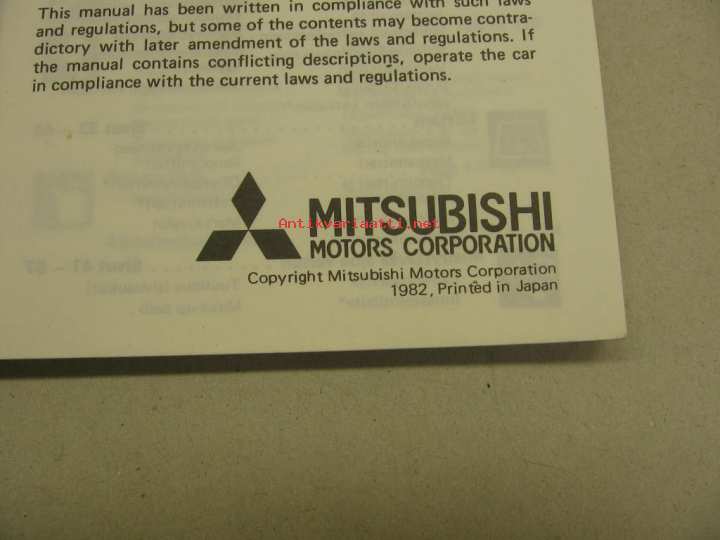 This manual has been written in compliance with such laws
and regulations, but some of the contents may become contra-
dictory with later amendment of the laws and regulations. If
the manual contains conflicting descriptions, operate the car
in compliance with the current laws and regulations.
MITSUBISHI
Antikvariaatti.net
MOTORS CORPORATION
Copyright Mitsubishi Motors Corporation
1982, Printed in Japan